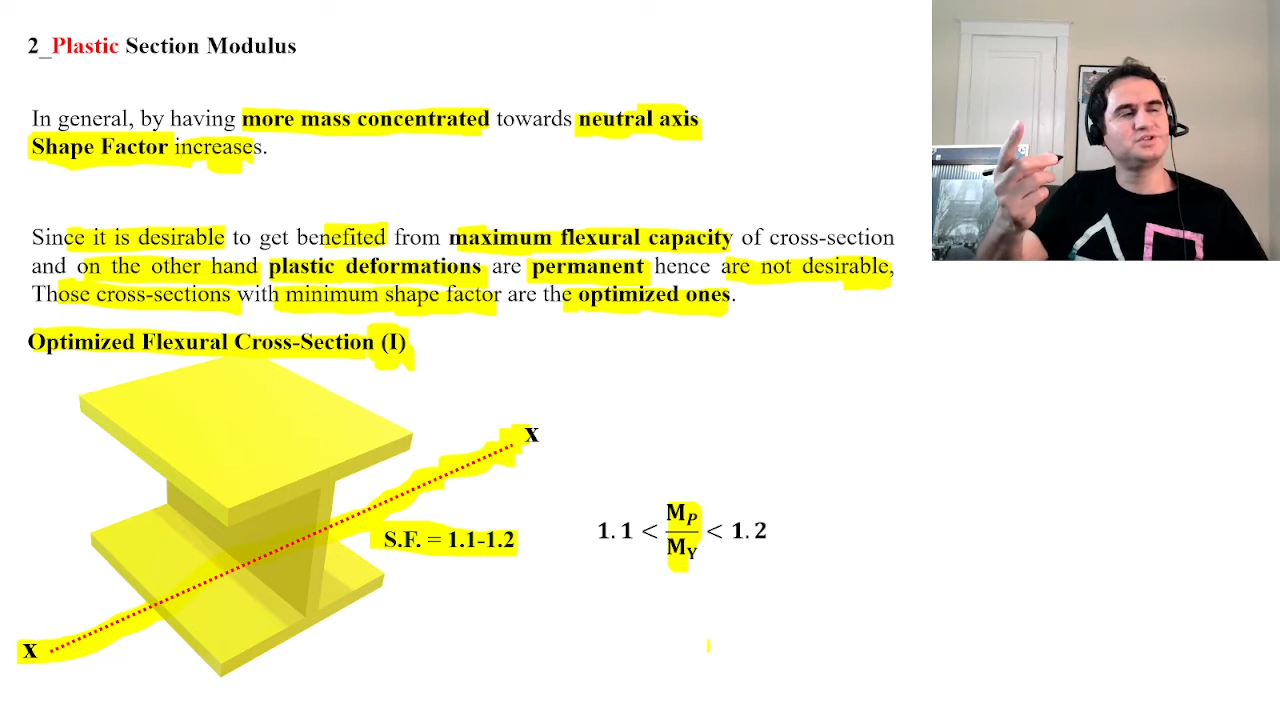 2_Plastic Section Modulus
In general, by having more mass concentrated towards neutral axis
Shape Factor increases.
Since it is desirable to get benefited from maximum flexural capacity of cross-section
and on the other hand plastic deformations are permanent hence are not desirable,
Those cross-sections with minimum shape factor are the optimized ones.
Optimized Flexural Cross-Section (I)
X
S.F. = 1.1-1.2
1.1 < M_P/M_Y < 1.2
X